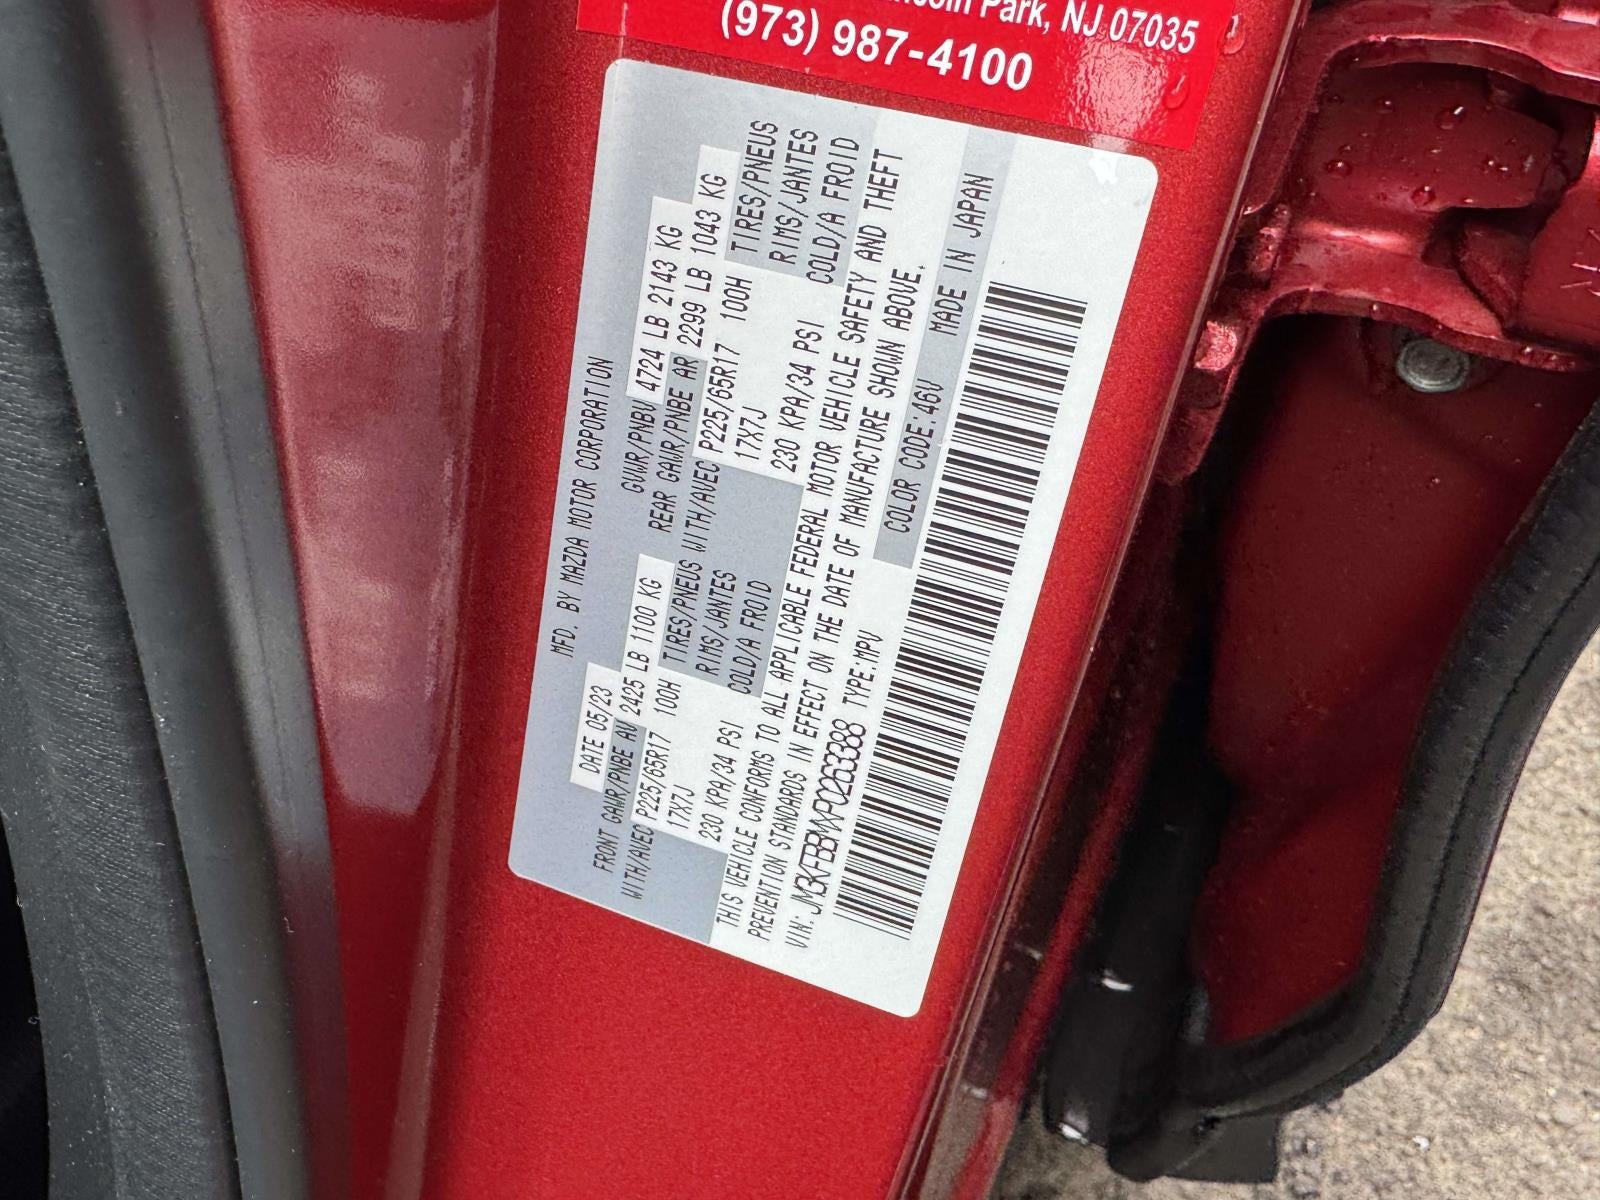 Park, NJ 07035
(973) 987-4100
MFD. BY MAZDA MOTOR CORPORATION
DATE 05/23
GVWR/PNBV 4724 LB 2143 KG
FRONT GAWR/PNBE AV 2425 LB 1100 KG
REAR GAWR/PNBE AR 2299 LB 1043 KG
WITH/AVEC P225/65R17 100H TIRES/PNEUS
WITH/AVEC P225/65R17 100H TIRES/PNEUS
17X7J RIMS/JANTES
17X7J RIMS/JANTES
230 KPA/34 PSI COLD/A FROID
230 KPA/34 PSI COLD/A FROID
THIS VEHICLE CONFORMS TO ALL APPLICABLE FEDERAL MOTOR VEHICLE SAFETY AND THEFT
PREVENTION STANDARDS IN EFFECT ON THE DATE OF MANUFACTURE SHOWN ABOVE.
VIN: JM3KFBBMXP0263388 TYPE:MPV COLOR CODE:46V MADE IN JAPAN